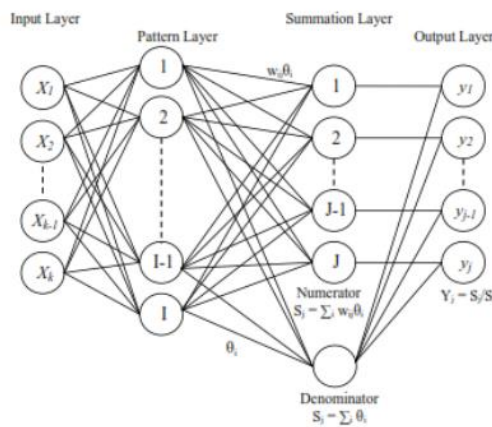 Input Layer
Pattern Layer
Summation Layer
Output Layer
X₁
X₂
Xₖ₋₁
Xₖ
1
2
I-1
I
wᵢⱼθᵢ
θᵢ
1
2
J-1
J
Numerator
Sⱼ = ∑ᵢ wᵢⱼθᵢ
Denominator
Sⱼ = ∑ᵢ θᵢ
y₁
y₂
yⱼ₋₁
yⱼ
Yⱼ = Sⱼ/S